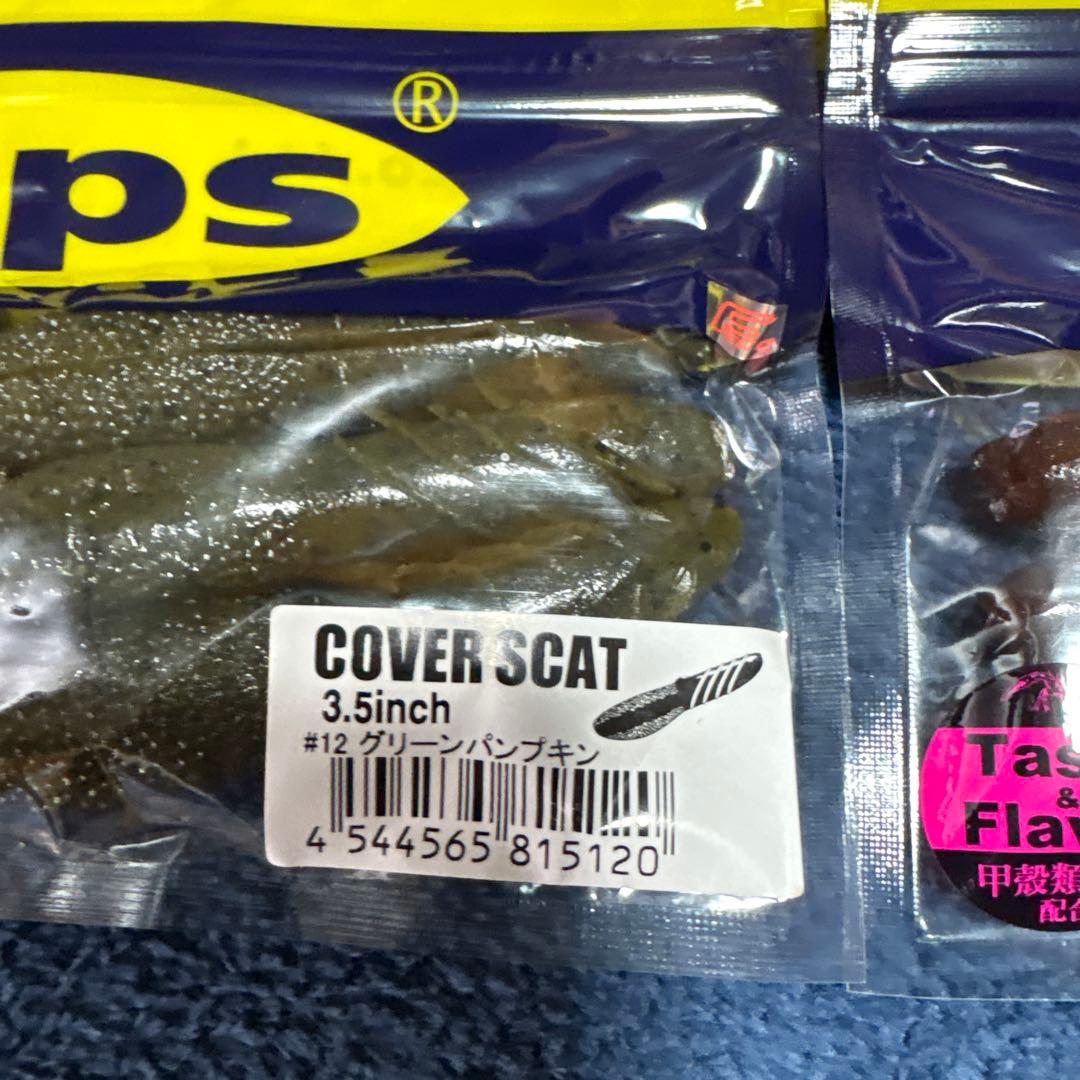 ps®
COVER SCAT
3.5inch
#12 グリーンパンプキン
4 544565 815120
Tas
&
Flav
甲殻類
配合